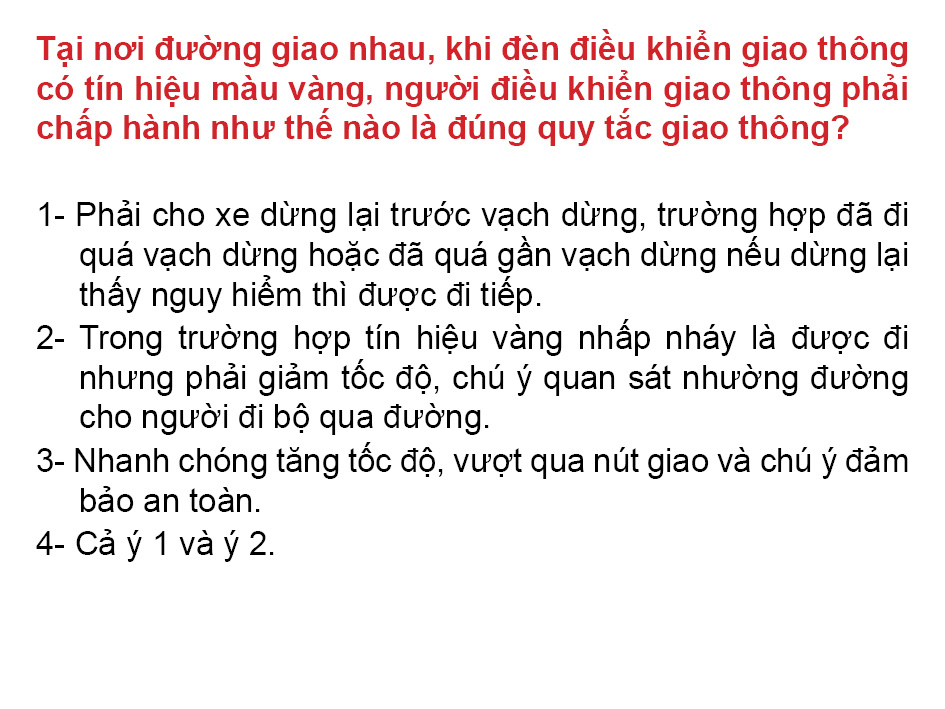 Tại nơi đường giao nhau, khi đèn điều khiển giao thông
có tín hiệu màu vàng, người điều khiển giao thông phải
chấp hành như thế nào là đúng quy tắc giao thông?
1- Phải cho xe dừng lại trước vạch dừng, trường hợp đã đi
quá vạch dừng hoặc đã quá gần vạch dừng nếu dừng lại
thấy nguy hiểm thì được đi tiếp.
2- Trong trường hợp tín hiệu vàng nhấp nháy là được đi
nhưng phải giảm tốc độ, chú ý quan sát nhường đường
cho người đi bộ qua đường.
3- Nhanh chóng tăng tốc độ, vượt qua nút giao và chú ý đảm
bảo an toàn.
4- Cả ý 1 và ý 2.